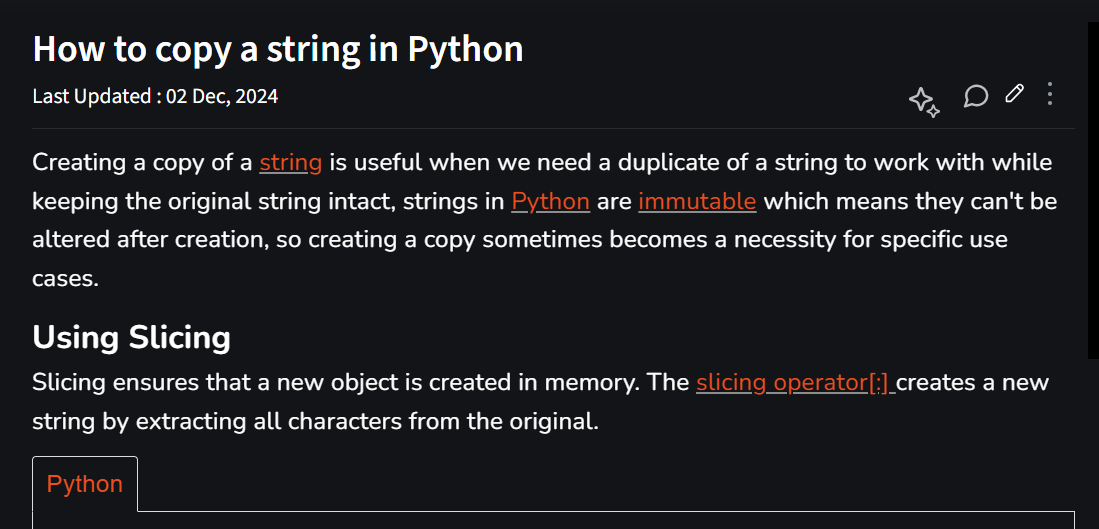 How to copy a string in Python
Last Updated : 02 Dec, 2024
Creating a copy of a string is useful when we need a duplicate of a string to work with while
keeping the original string intact, strings in Python are immutable which means they can't be
altered after creation, so creating a copy sometimes becomes a necessity for specific use
cases.
Using Slicing
Slicing ensures that a new object is created in memory. The slicing operator[:] creates a new
string by extracting all characters from the original.
Python